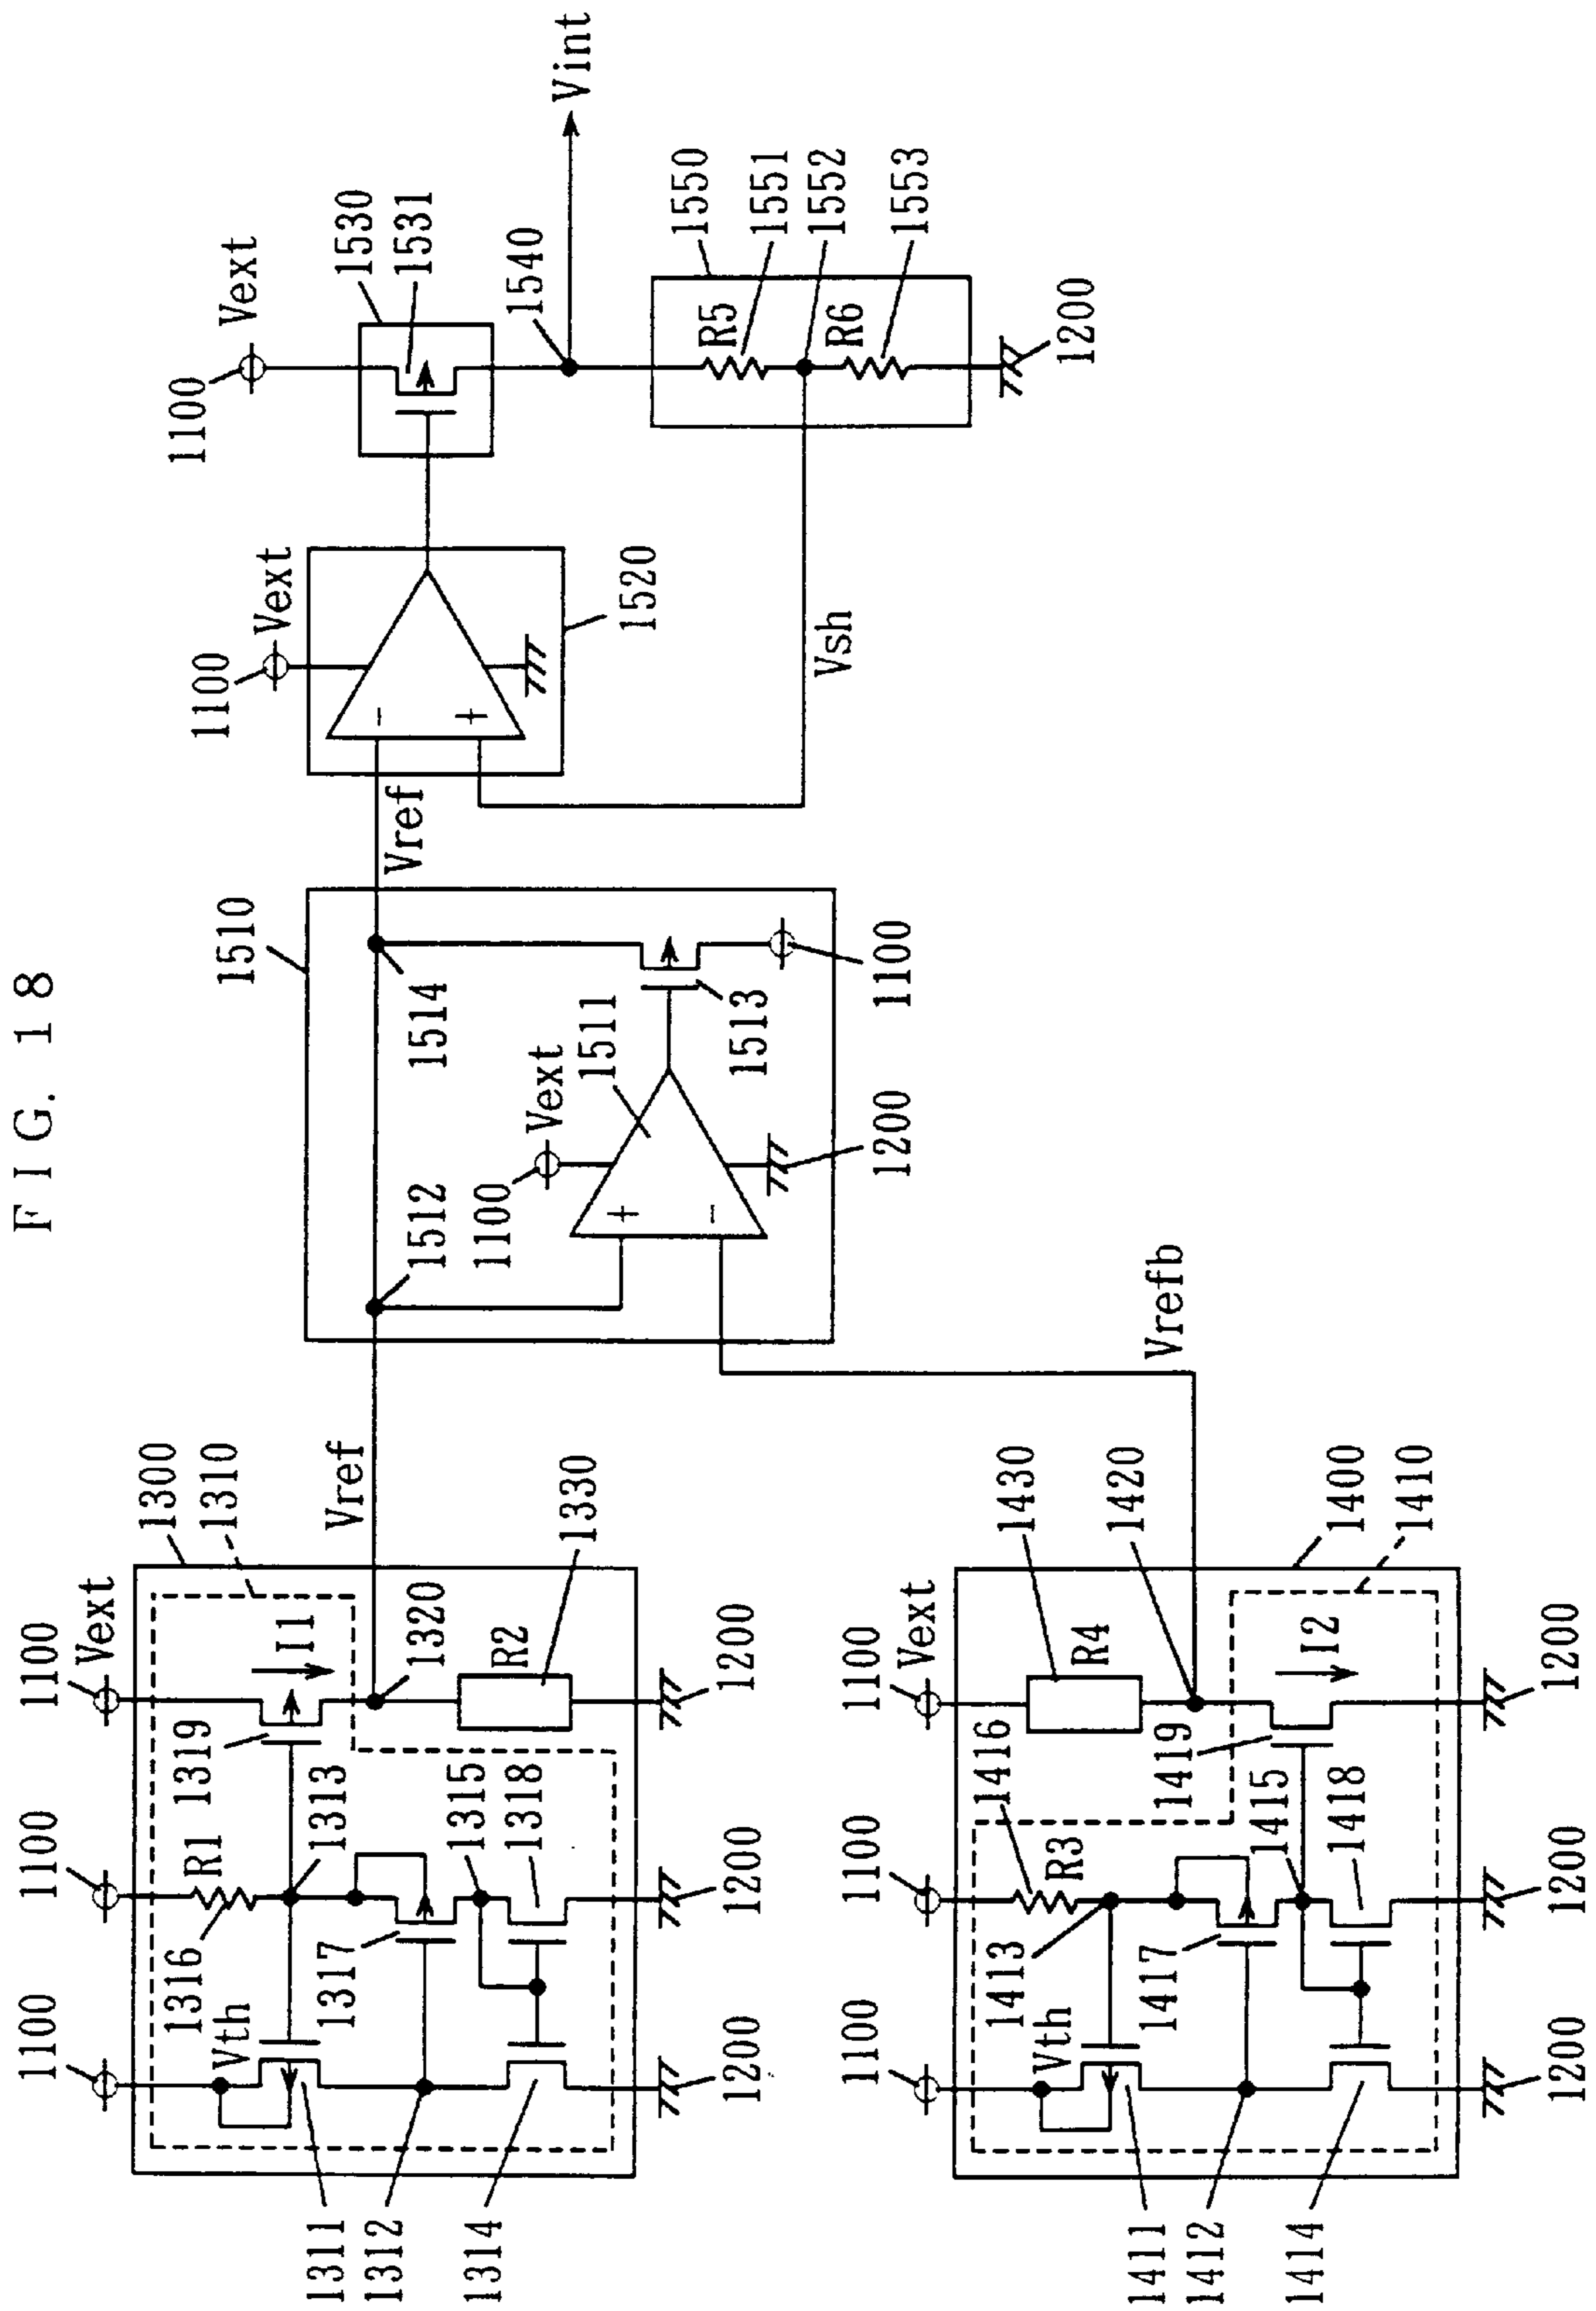 FIG. 18
1100
Vext
1100
1100
1300
1310
I1
R1
1319
1316
Vth
1313
1320
Vref
R2
1330
1317
1315
1318
1311
1312
1314
1200
1200
1200
1100
Vext
1100
1100
1430
R4
1416
R3
1420
Vrefb
1413
Vth
1419
1415
1417
I2
1418
1400
1410
1411
1412
1414
1200
1200
1200
1510
1512
1514
Vref
1100
Vext
1511
+
-
1513
1200
1100
1100
Vext
-
+
1520
Vsh
1100
Vext
1530
1531
1540
Vint
1550
R5
1551
1552
R6
1553
1200